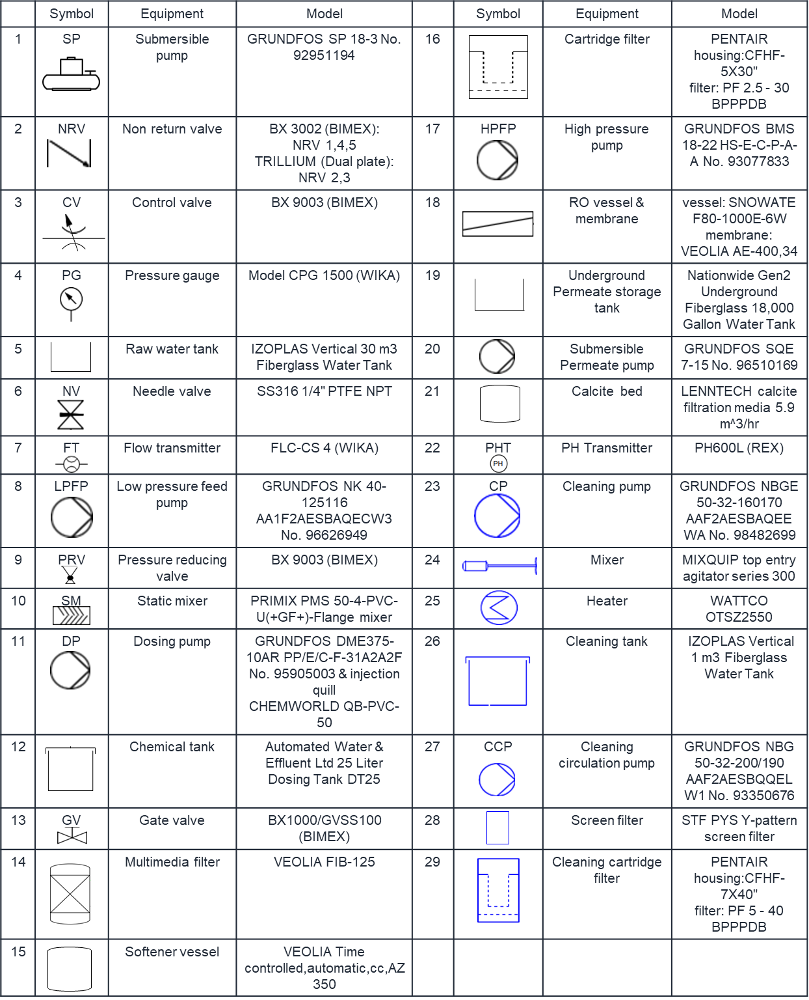 Symbol Equipment Model Symbol Equipment Model
1
SP
Submersible
pump
GRUNDFOS SP 18-3 No.
92951194
16
Cartridge filter
PENTAIR
housing:CFHF-
5X30"
filter: PF 2.5 - 30
BPPPDB
2
NRV
Non return valve
BX 3002 (BIMEX):
NRV 1,4,5
TRILLIUM (Dual plate):
NRV 2,3
17
HPFP
High pressure
pump
GRUNDFOS BMS
18-22 HS-E-C-P-A-
A No. 93077833
3
CV
Control valve
BX 9003 (BIMEX)
18
RO vessel &
membrane
vessel: SNOWATE
F80-1000E-6W
membrane:
VEOLIA AE-400,34
4
PG
Pressure gauge
Model CPG 1500 (WIKA)
19
Underground
Permeate storage
tank
Nationwide Gen2
Underground
Fiberglass 18,000
Gallon Water Tank
5
Raw water tank
IZOPLAS Vertical 30 m3
Fiberglass Water Tank
20
Submersible
Permeate pump
GRUNDFOS SQE
7-15 No. 96510169
6
NV
Needle valve
SS316 1/4" PTFE NPT
21
Calcite bed
LENNTECH calcite
filtration media 5.9
m^3/hr
7
FT
Flow transmitter
FLC-CS 4 (WIKA)
22
PHT
PH
PH Transmitter
PH600L (REX)
8
LPFP
Low pressure feed
pump
GRUNDFOS NK 40-
125116
AA1F2AESBAQECW3
No. 96626949
23
CP
Cleaning pump
GRUNDFOS NBGE
50-32-160170
AAF2AESBAQEE
WA No. 98482699
9
PRV
Pressure reducing
valve
BX 9003 (BIMEX)
24
Mixer
MIXQUIP top entry
agitator series 300
10
SM
Static mixer
PRIMIX PMS 50-4-PVC-
U(+GF+)-Flange mixer
25
Heater
WATTCO
OTSZ2550
11
DP
Dosing pump
GRUNDFOS DME375-
10AR PP/E/C-F-31A2A2F
No. 95905003 & injection
quill
CHEMWORLD QB-PVC-
50
26
Cleaning tank
IZOPLAS Vertical
1 m3 Fiberglass
Water Tank
12
Chemical tank
Automated Water &
Effluent Ltd 25 Liter
Dosing Tank DT25
27
CCP
Cleaning
circulation pump
GRUNDFOS NBG
50-32-200/190
AAF2AESBQQEL
W1 No. 93350676
13
GV
Gate valve
BX1000/GVSS100
(BIMEX)
28
Screen filter
STF PYS Y-pattern
screen filter
14
Multimedia filter
VEOLIA FIB-125
29
Cleaning cartridge
filter
PENTAIR
housing:CFHF-
7X40"
filter: PF 5 - 40
BPPPDB
15
Softener vessel
VEOLIA Time
controlled,automatic,cc,AZ
350